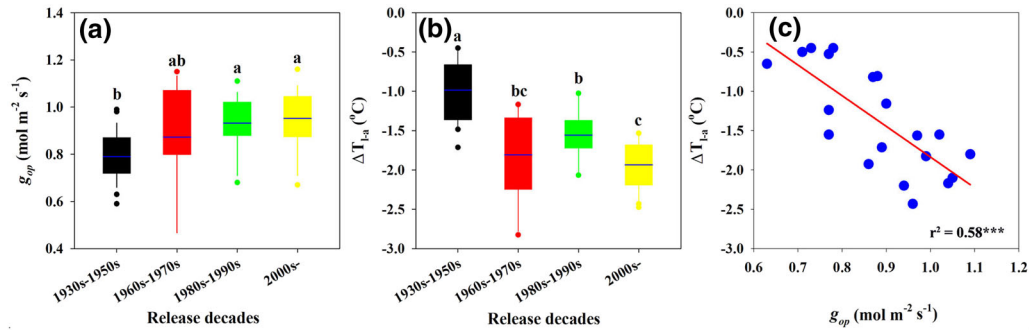 (a)
g_op (mol m⁻² s⁻¹)
1.4
1.2
1.0
0.8
0.6
0.4
b
ab
a
a
1930s-1950s
1960s-1970s
1980s-1990s
2000s-
Release decades
(b)
ΔT_l-a (°C)
0.0
-0.5
-1.0
-1.5
-2.0
-2.5
-3.0
a
bc
b
c
1930s-1950s
1960s-1970s
1980s-1990s
2000s-
Release decades
(c)
ΔT_l-a (°C)
0.0
-0.5
-1.0
-1.5
-2.0
-2.5
-3.0
r² = 0.58***
0.6 0.7 0.8 0.9 1.0 1.1 1.2
g_op (mol m⁻² s⁻¹)